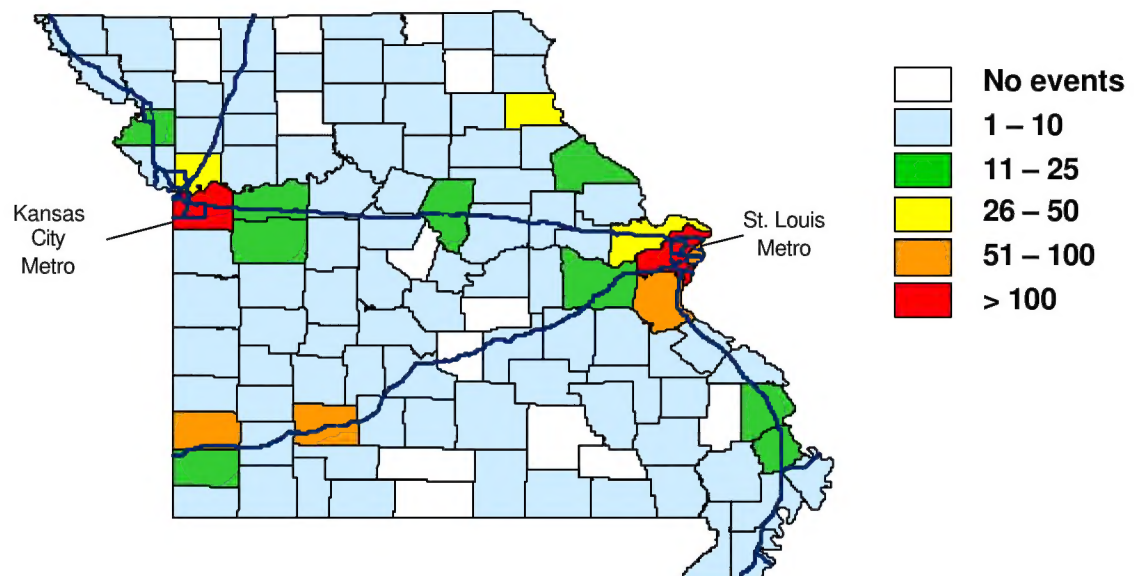 Kansas
City
Metro
St. Louis
Metro
No events
1 – 10
11 – 25
26 – 50
51 – 100
> 100